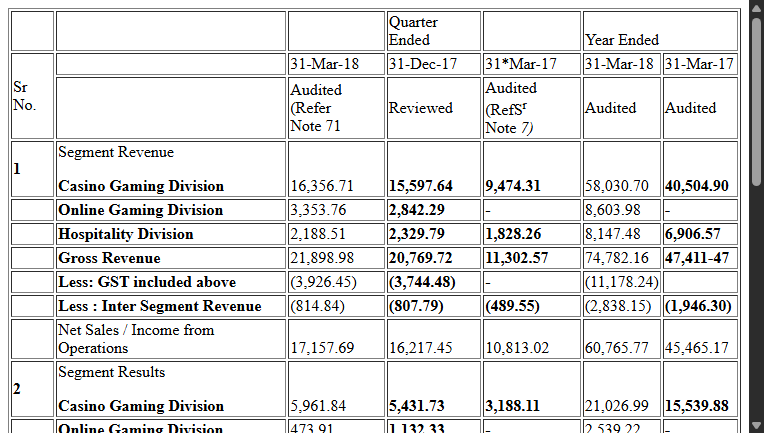 Quarter Ended Year Ended
Sr No. 31-Mar-18 31-Dec-17 31*Mar-17 31-Mar-18 31-Mar-17
Audited (Refer Note 71 Reviewed Audited (RefSr Note 7) Audited Audited
1 Segment Revenue
Casino Gaming Division 16,356.71 15,597.64 9,474.31 58,030.70 40,504.90
Online Gaming Division 3,353.76 2,842.29 - 8,603.98 -
Hospitality Division 2,188.51 2,329.79 1,828.26 8,147.48 6,906.57
Gross Revenue 21,898.98 20,769.72 11,302.57 74,782.16 47,411-47
Less: GST included above (3,926.45) (3,744.48) - (11,178.24)
Less : Inter Segment Revenue (814.84) (807.79) (489.55) (2,838.15) (1,946.30)
Net Sales / Income from Operations 17,157.69 16,217.45 10,813.02 60,765.77 45,465.17
2 Segment Results
Casino Gaming Division 5,961.84 5,431.73 3,188.11 21,026.99 15,539.88
Online Gaming Division 473.91 1,132.33 - 2,539.22 -